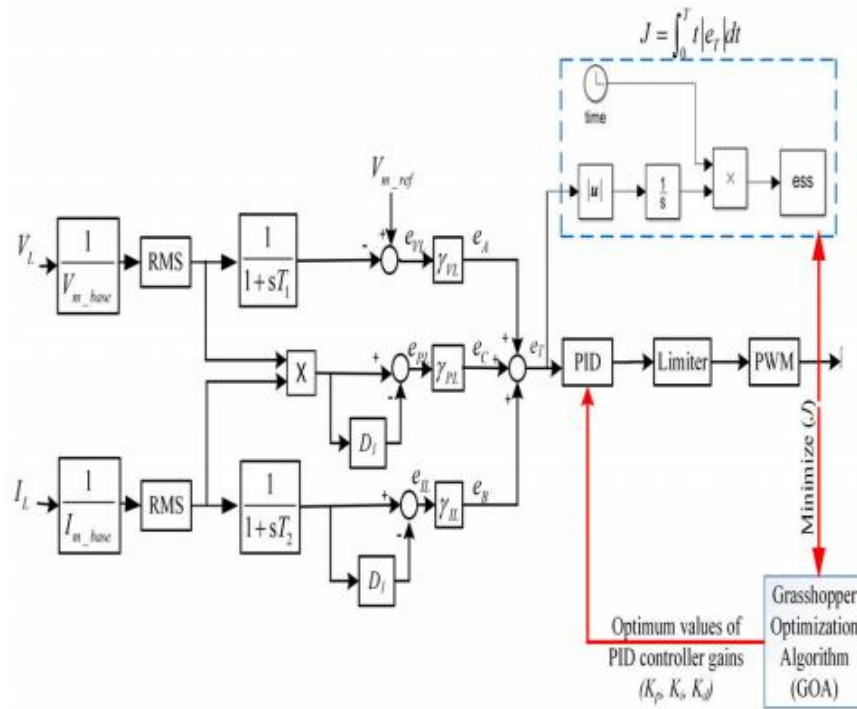 J = ∫₀ᵀ t|e_T|dt
time
|u|
1
s
×
ess
V_m_ref
V_L
1
V_m_base
RMS
1
1+sT₁
-
+
e_VL
γ_VL
e_A
X
+
-
e_PL
γ_PL
e_C
+
+
+
e_T
PID
Limiter
PWM
D_I
I_L
1
I_m_base
RMS
1
1+sT₂
+
-
e_IL
γ_IL
e_B
D_I
Minimize (J)
Optimum values of
PID controller gains
(K_p, K_i, K_d)
Grasshopper
Optimization
Algorithm
(GOA)